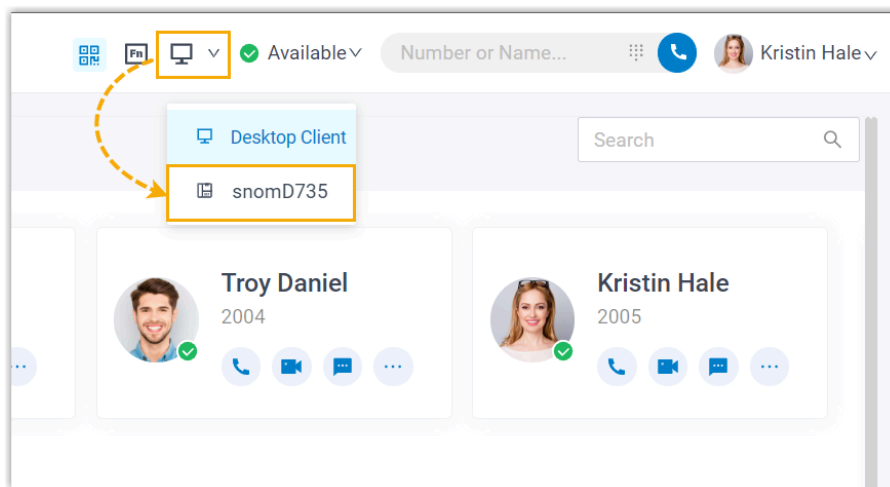 Fn Available Number or Name... Kristin Hale
Desktop Client
Search
snomD735
Troy Daniel
2004
Kristin Hale
2005